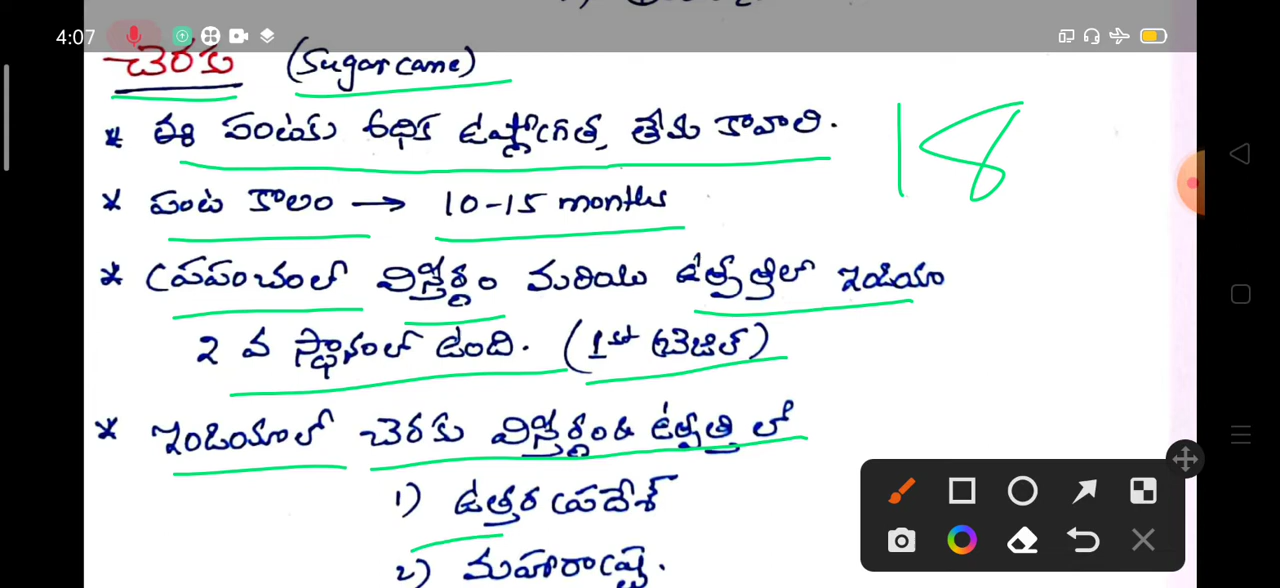 4:07
చెరకు (Sugarcane)
* ఈ పంటకు అధిక ఉష్ణోగ్రత, తేమ కావాలి.
18
* పంట కాలం → 10-15 months
* ప్రపంచంలో విస్తీర్ణం మరియు ఉత్పత్తిలో ఇండియా
2 వ స్థానంలో ఉంది. (1st బ్రెజిల్)
* ఇండియాలో చెరకు విస్తీర్ణం & ఉత్పత్తి లో
1) ఉత్తరప్రదేశ్
2) మహారాష్ట్ర.